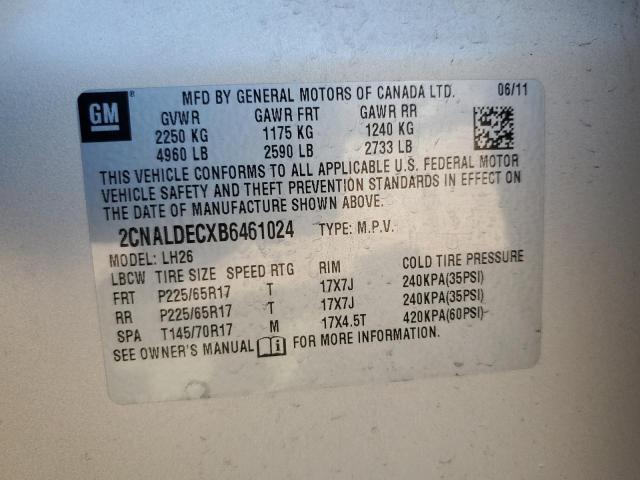 GM ® MFD BY GENERAL MOTORS OF CANADA LTD. 06/11
GVWR GAWR FRT GAWR RR
2250 KG 1175 KG 1240 KG
4960 LB 2590 LB 2733 LB
THIS VEHICLE CONFORMS TO ALL APPLICABLE U.S. FEDERAL MOTOR
VEHICLE SAFETY AND THEFT PREVENTION STANDARDS IN EFFECT ON
THE DATE OF MANUFACTURE SHOWN ABOVE.
2CNALDECXB6461024 TYPE: M.P.V.
MODEL: LH26
LBCW TIRE SIZE SPEED RTG RIM COLD TIRE PRESSURE
FRT P225/65R17 T 17X7J 240KPA(35PSI)
RR P225/65R17 T 17X7J 240KPA(35PSI)
SPA T145/70R17 M 17X4.5T 420KPA(60PSI)
SEE OWNER'S MANUAL FOR MORE INFORMATION.